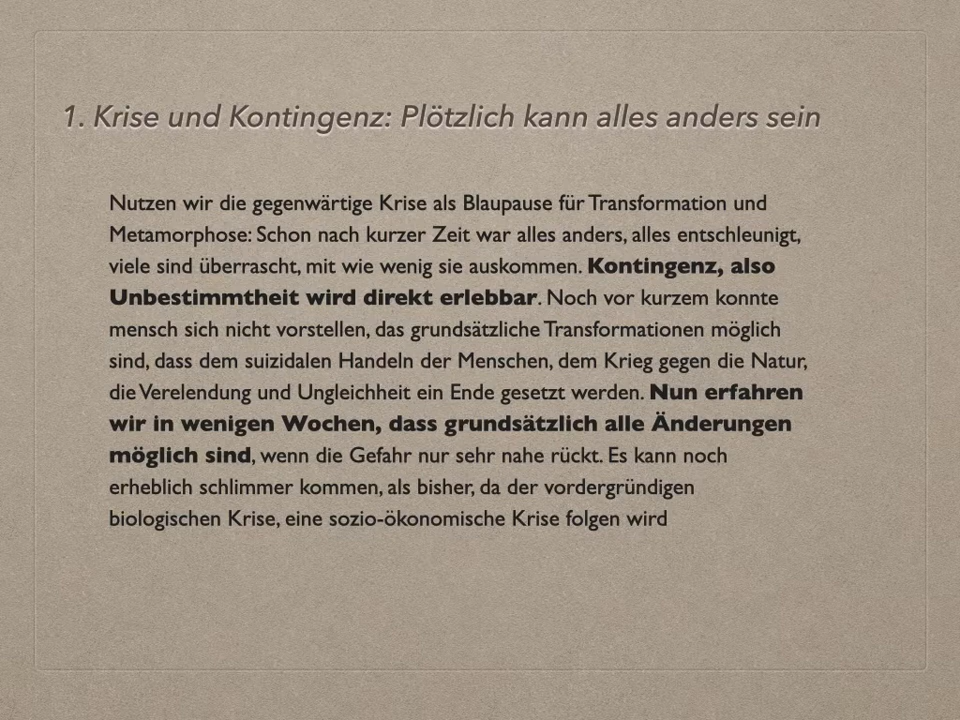 1. Krise und Kontingenz: Plötzlich kann alles anders sein
Nutzen wir die gegenwärtige Krise als Blaupause für Transformation und
Metamorphose: Schon nach kurzer Zeit war alles anders, alles entschleunigt,
viele sind überrascht, mit wie wenig sie auskommen. Kontingenz, also
Unbestimmtheit wird direkt erlebbar. Noch vor kurzem konnte
mensch sich nicht vorstellen, das grundsätzliche Transformationen möglich
sind, dass dem suizidalen Handeln der Menschen, dem Krieg gegen die Natur,
die Verelendung und Ungleichheit ein Ende gesetzt werden. Nun erfahren
wir in wenigen Wochen, dass grundsätzlich alle Änderungen
möglich sind, wenn die Gefahr nur sehr nahe rückt. Es kann noch
erheblich schlimmer kommen, als bisher, da der vordergründigen
biologischen Krise, eine sozio-ökonomische Krise folgen wird